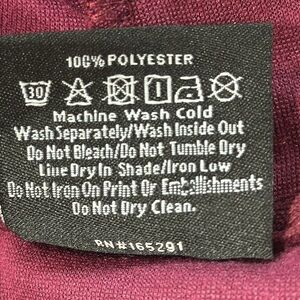 100% POLYESTER
30
Machine Wash Cold
Wash Separately/Wash Inside Out
Do Not Bleach/Do Not Tumble Dry
Line Dry In Shade/Iron Low
Do Not Iron On Print Or Embellishments
Do Not Dry Clean.
RN#165291